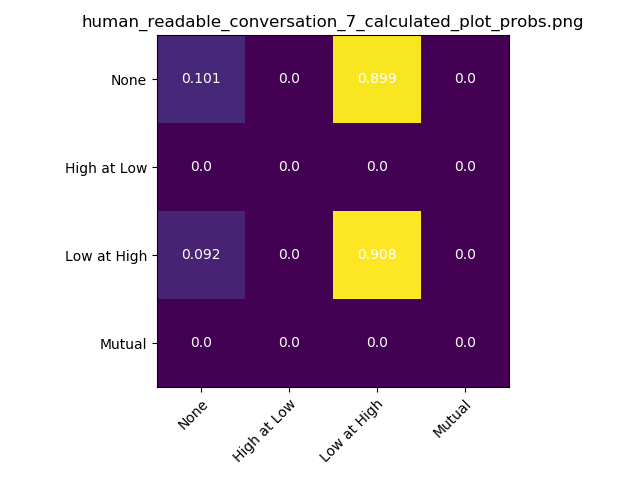 human_readable_conversation_7_calculated_plot_probs.png
None 0.101 0.0 0.899 0.0
High at Low 0.0 0.0 0.0 0.0
Low at High 0.092 0.0 0.908 0.0
Mutual 0.0 0.0 0.0 0.0
None High at Low Low at High Mutual